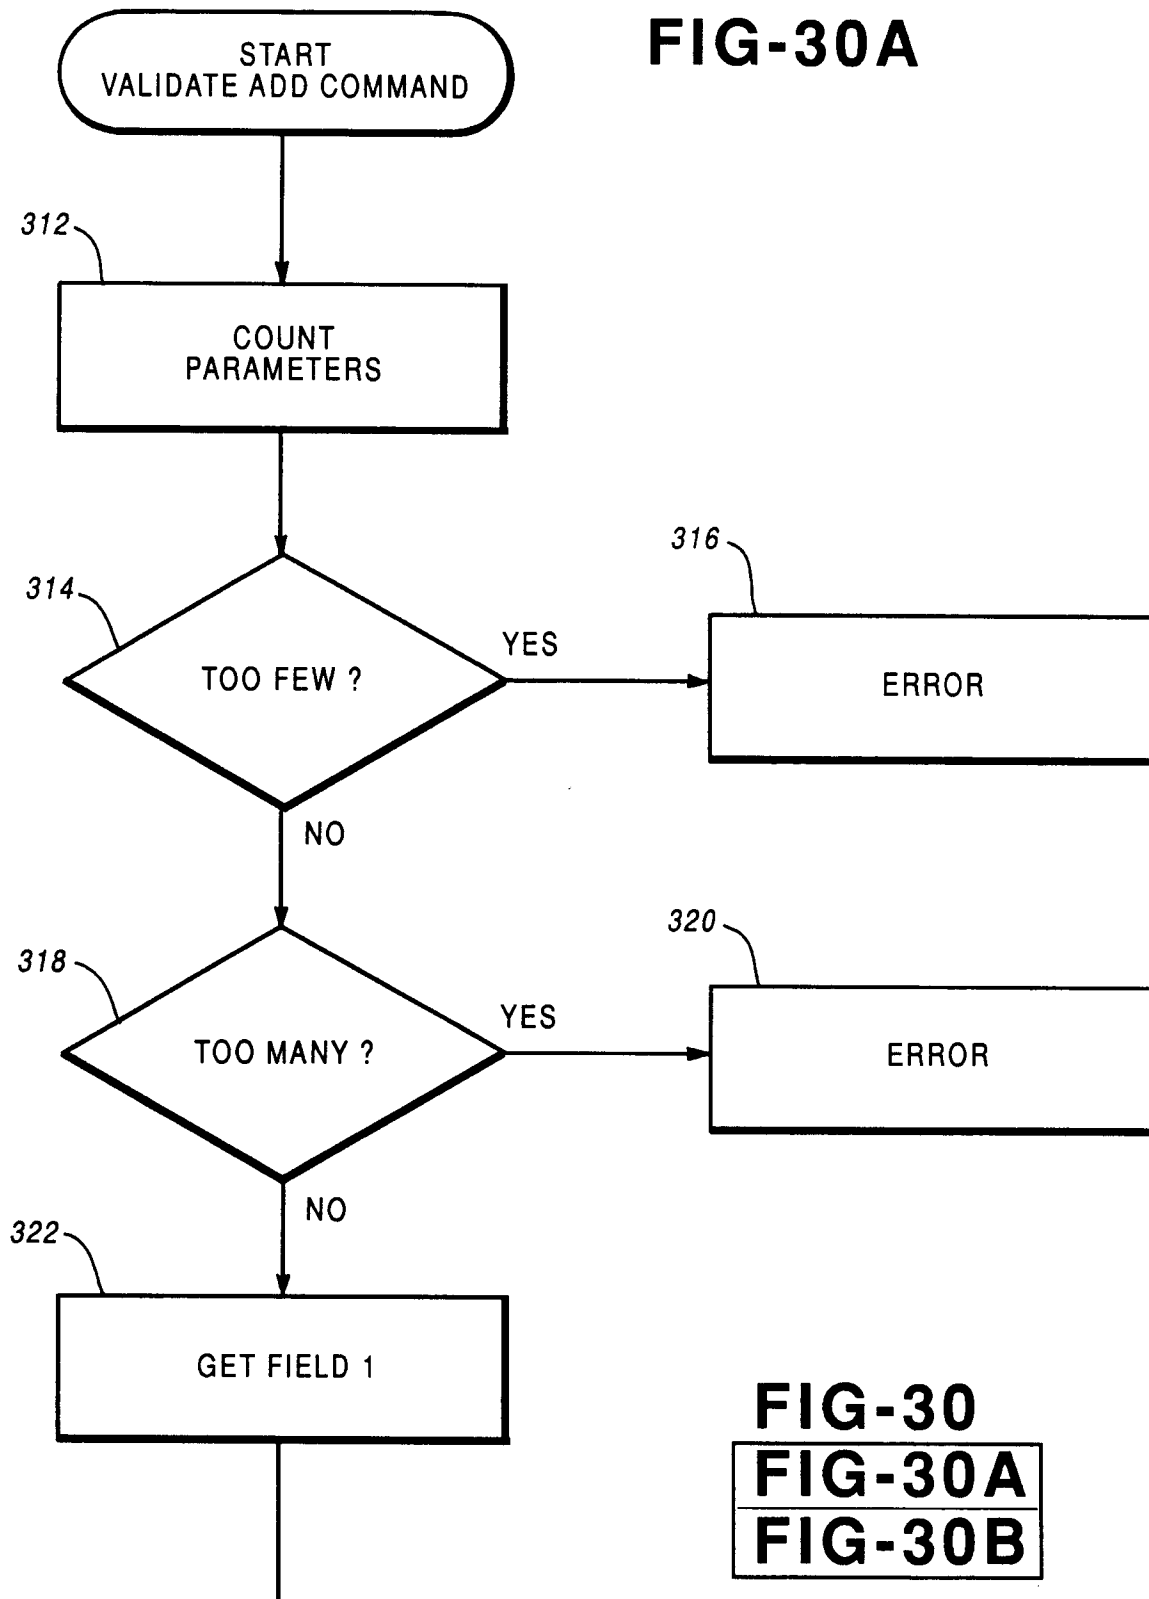 FIG-30A
START
VALIDATE ADD COMMAND
312
COUNT
PARAMETERS
314
TOO FEW ?
YES
316
ERROR
NO
318
TOO MANY ?
YES
320
ERROR
NO
322
GET FIELD 1
FIG-30
FIG-30A
FIG-30B